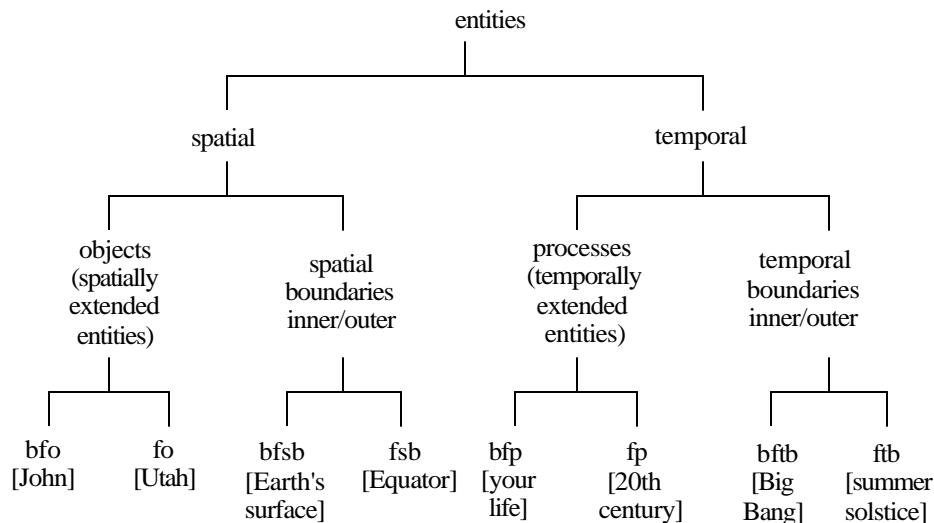 entities
spatial
temporal
objects
(spatially
extended
entities)
spatial
boundaries
inner/outer
processes
(temporally
extended
entities)
temporal
boundaries
inner/outer
bfo
[John]
fo
[Utah]
bfsb
[Earth's
surface]
fsb
[Equator]
bfp
[your
life]
fp
[20th
century]
bftb
[Big
Bang]
ftb
[summer
solstice]